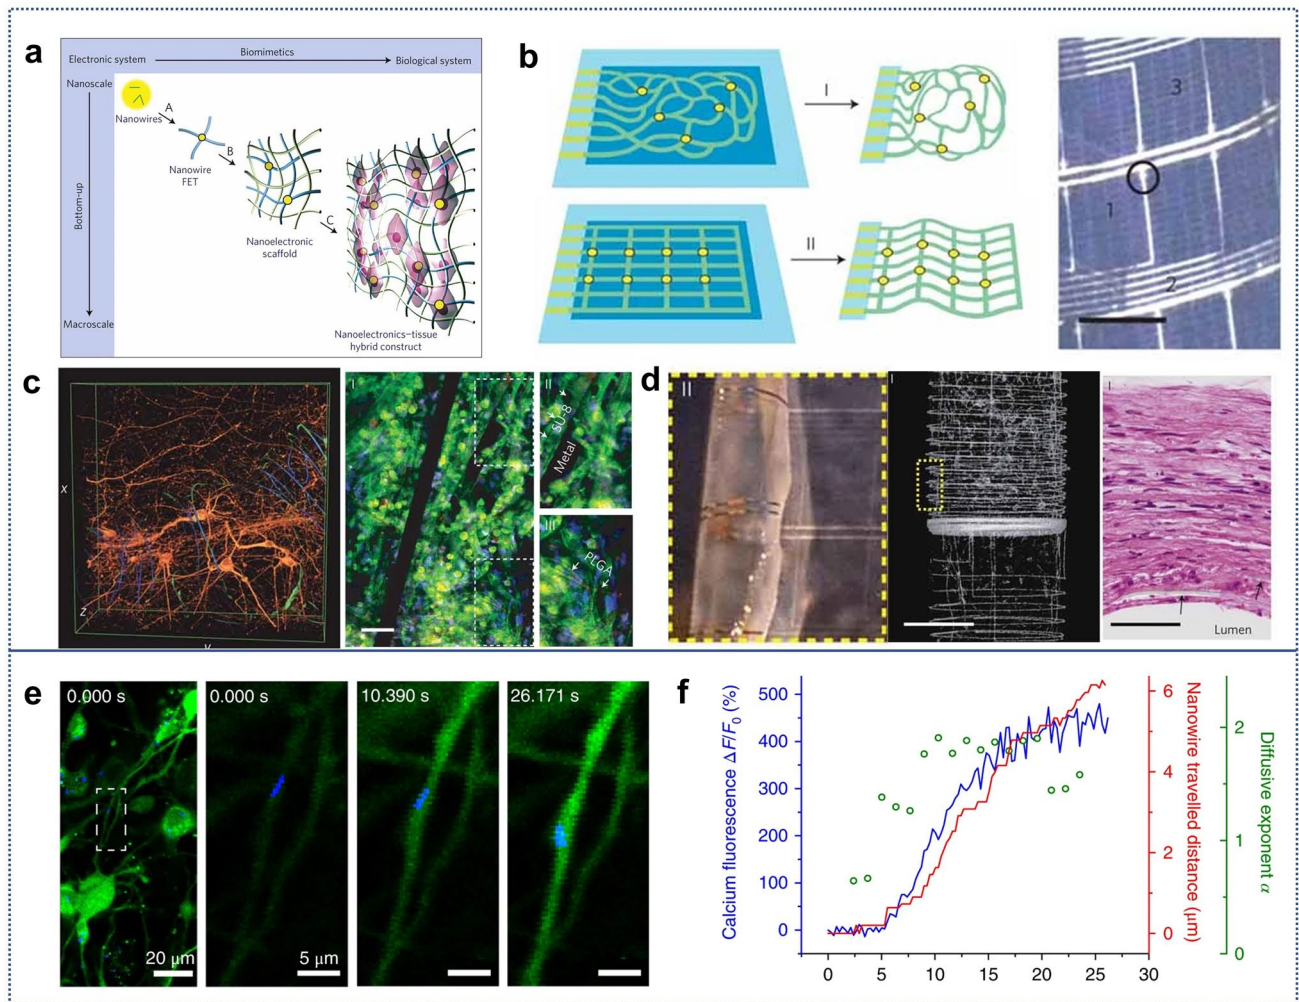 a
Electronic system
Biomimetics
Biological system
Nanoscale
Bottom-up
Macroscale
Nanowires
A
Nanowire
FET
B
Nanoelectronic
scaffold
C
Nanoelectronics–tissue
hybrid construct
b
I
II
3
1
2
c
x
z
y
I
II
SU-8
Metal
III
PLGA
d
II
I
I
Lumen
e
0.000 s
20 μm
0.000 s
5 μm
10.390 s
26.171 s
f
Calcium fluorescence ΔF/F0 (%)
500
400
300
200
100
0
0
5
10
15
20
25
30
6
4
2
0
Nanowire travelled distance (μm)
2
1
0
Diffusive exponent α